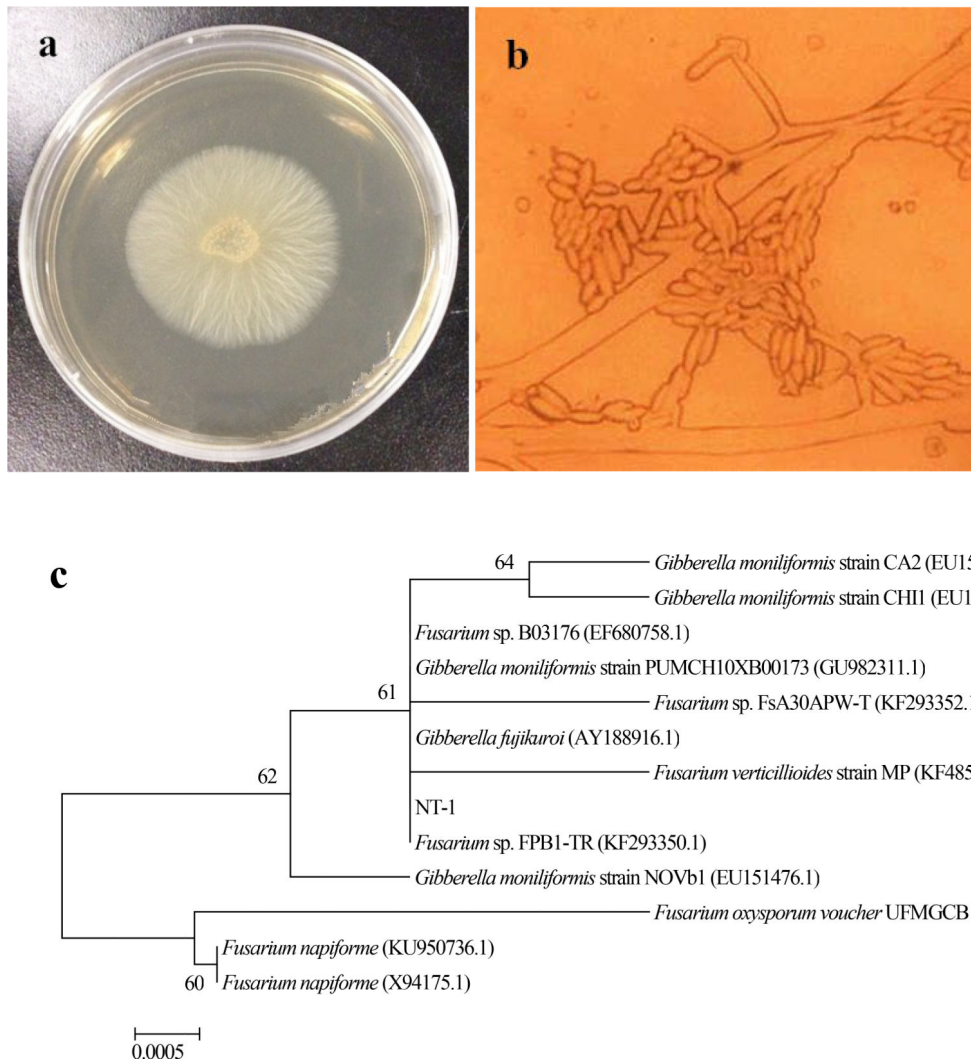 a
b
c
64
Gibberella moniliformis strain CA2 (EU15
Gibberella moniliformis strain CHI1 (EU1
Fusarium sp. B03176 (EF680758.1)
Gibberella moniliformis strain PUMCH10XB00173 (GU982311.1)
61
Fusarium sp. FsA30APW-T (KF293352.1
Gibberella fujikuroi (AY188916.1)
62
Fusarium verticillioides strain MP (KF485
NT-1
Fusarium sp. FPB1-TR (KF293350.1)
Gibberella moniliformis strain NOVb1 (EU151476.1)
Fusarium oxysporum voucher UFMGCB
Fusarium napiforme (KU950736.1)
60
Fusarium napiforme (X94175.1)
0.0005